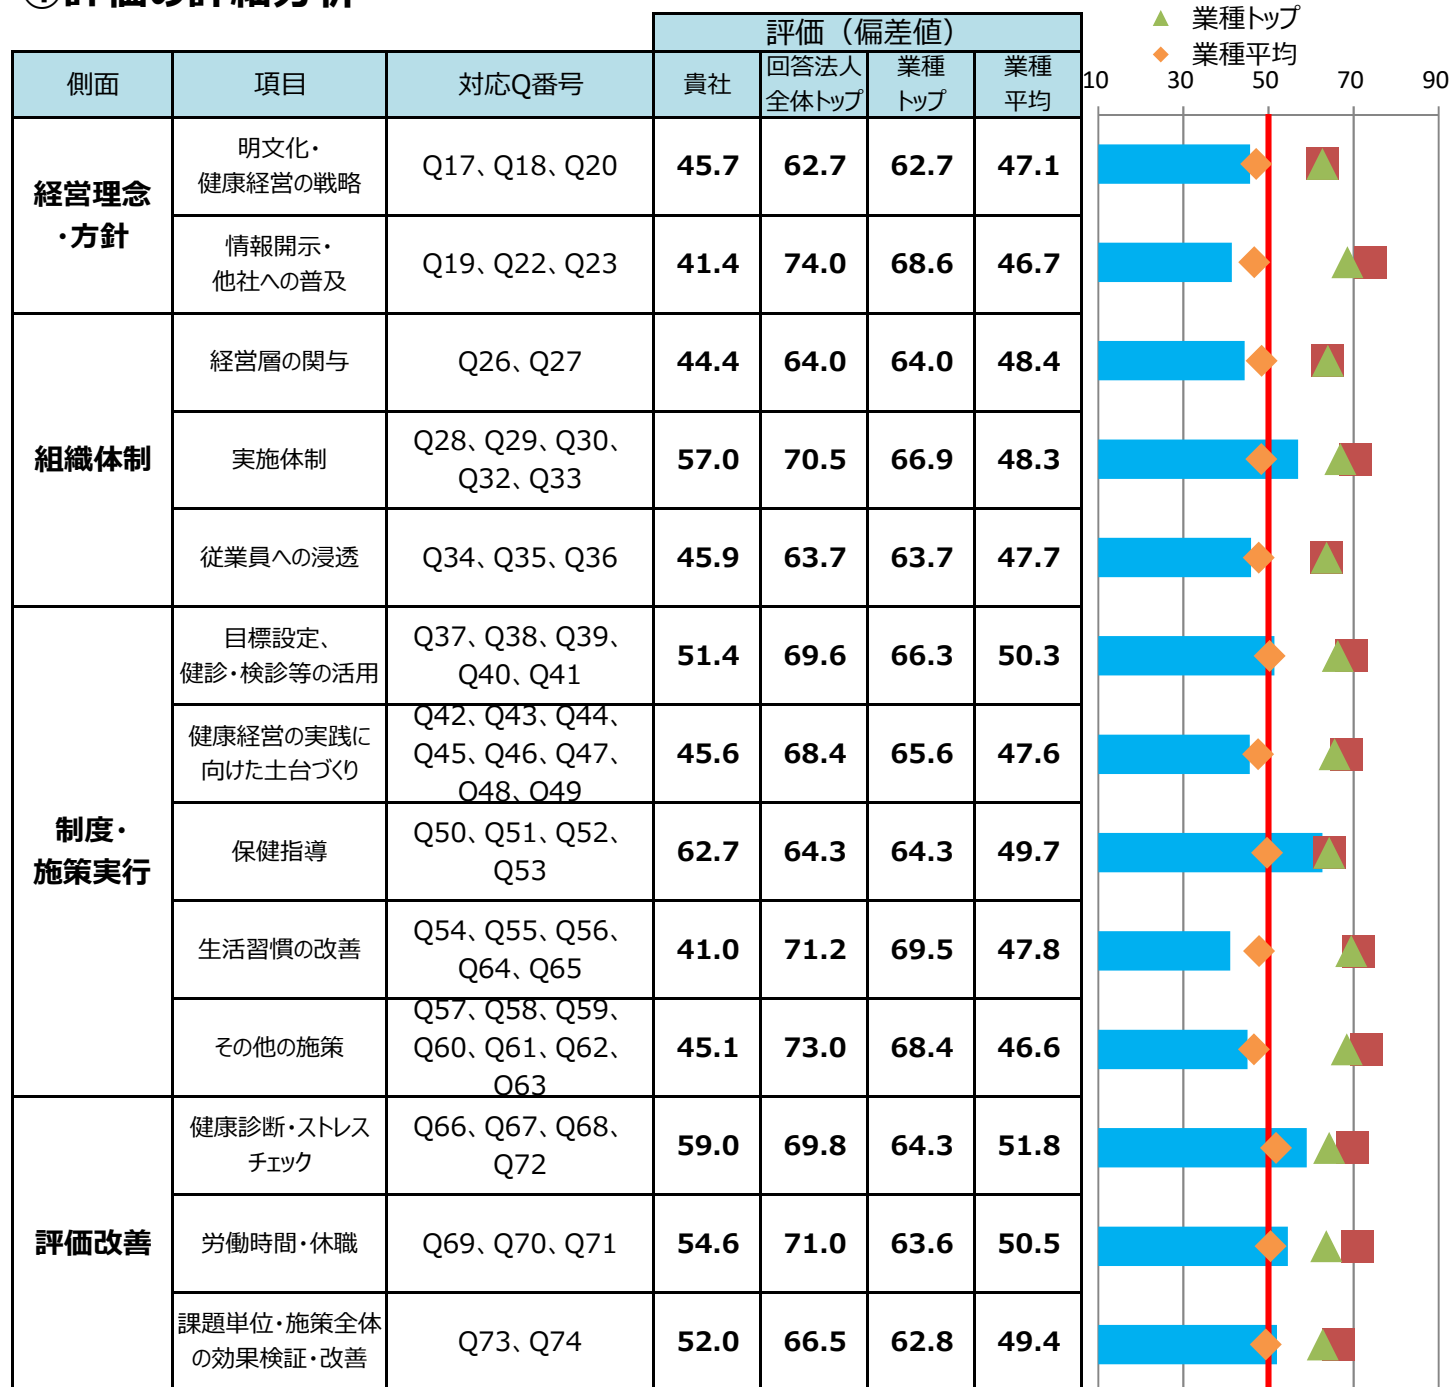 ①評価の詳細分析
▲ 業種トップ
◆ 業種平均
評価（偏差値）
側面 項目 対応Q番号 貴社 回答法人全体トップ 業種トップ 業種平均
10 30 50 70 90
経営理念・方針
明文化・健康経営の戦略 Q17、Q18、Q20 45.7 62.7 62.7 47.1
情報開示・他社への普及 Q19、Q22、Q23 41.4 74.0 68.6 46.7
組織体制
経営層の関与 Q26、Q27 44.4 64.0 64.0 48.4
実施体制 Q28、Q29、Q30、Q32、Q33 57.0 70.5 66.9 48.3
従業員への浸透 Q34、Q35、Q36 45.9 63.7 63.7 47.7
制度・施策実行
目標設定、健診・検診等の活用 Q37、Q38、Q39、Q40、Q41 51.4 69.6 66.3 50.3
健康経営の実践に向けた土台づくり Q42、Q43、Q44、Q45、Q46、Q47、Q48、Q49 45.6 68.4 65.6 47.6
保健指導 Q50、Q51、Q52、Q53 62.7 64.3 64.3 49.7
生活習慣の改善 Q54、Q55、Q56、Q64、Q65 41.0 71.2 69.5 47.8
その他の施策 Q57、Q58、Q59、Q60、Q61、Q62、Q63 45.1 73.0 68.4 46.6
評価改善
健康診断・ストレスチェック Q66、Q67、Q68、Q72 59.0 69.8 64.3 51.8
労働時間・休職 Q69、Q70、Q71 54.6 71.0 63.6 50.5
課題単位・施策全体の効果検証・改善 Q73、Q74 52.0 66.5 62.8 49.4